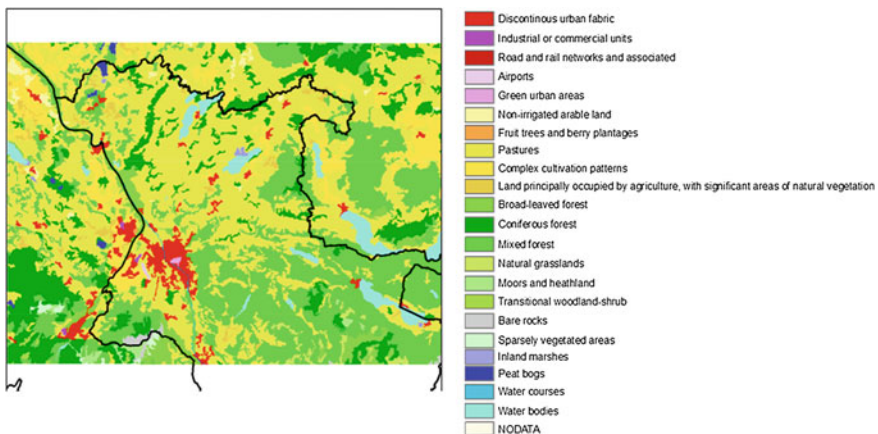 Discontinous urban fabric
Industrial or commercial units
Road and rail networks and associated
Airports
Green urban areas
Non-irrigated arable land
Fruit trees and berry plantages
Pastures
Complex cultivation patterns
Land principally occupied by agriculture, with significant areas of natural vegetation
Broad-leaved forest
Coniferous forest
Mixed forest
Natural grasslands
Moors and heathland
Transitional woodland-shrub
Bare rocks
Sparsely vegetated areas
Inland marshes
Peat bogs
Water courses
Water bodies
NODATA